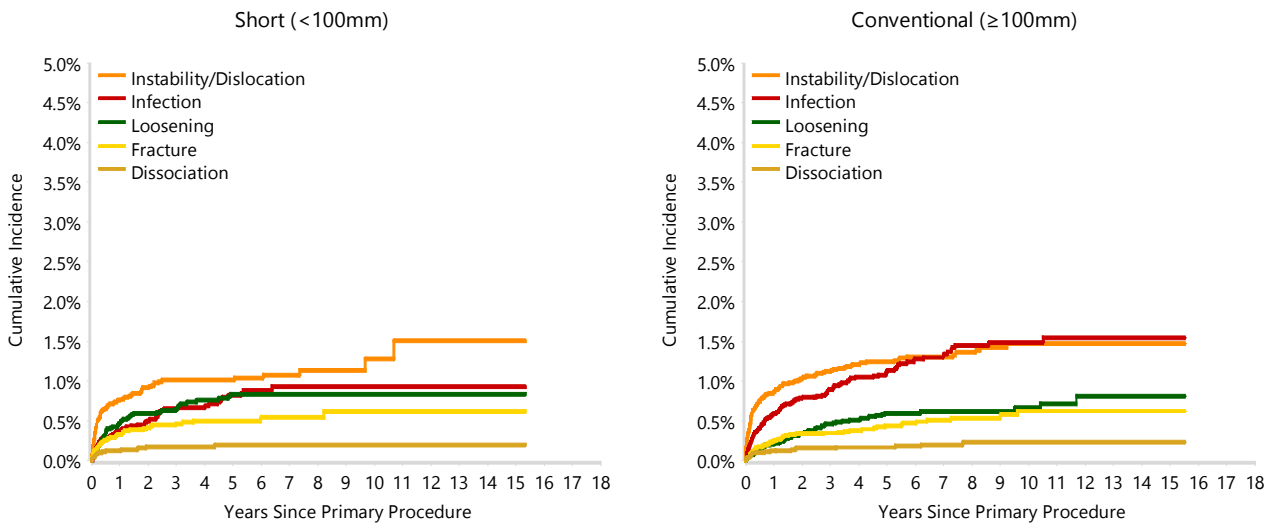 Short (<100mm)
5.0%
4.5%
4.0%
3.5%
3.0%
2.5%
2.0%
1.5%
1.0%
0.5%
0.0%
Cumulative Incidence
Instability/Dislocation
Infection
Loosening
Fracture
Dissociation
0 1 2 3 4 5 6 7 8 9 10 11 12 13 14 15 16 17 18
Years Since Primary Procedure
Conventional (≥100mm)
5.0%
4.5%
4.0%
3.5%
3.0%
2.5%
2.0%
1.5%
1.0%
0.5%
0.0%
Cumulative Incidence
Instability/Dislocation
Infection
Loosening
Fracture
Dissociation
0 1 2 3 4 5 6 7 8 9 10 11 12 13 14 15 16 17 18
Years Since Primary Procedure